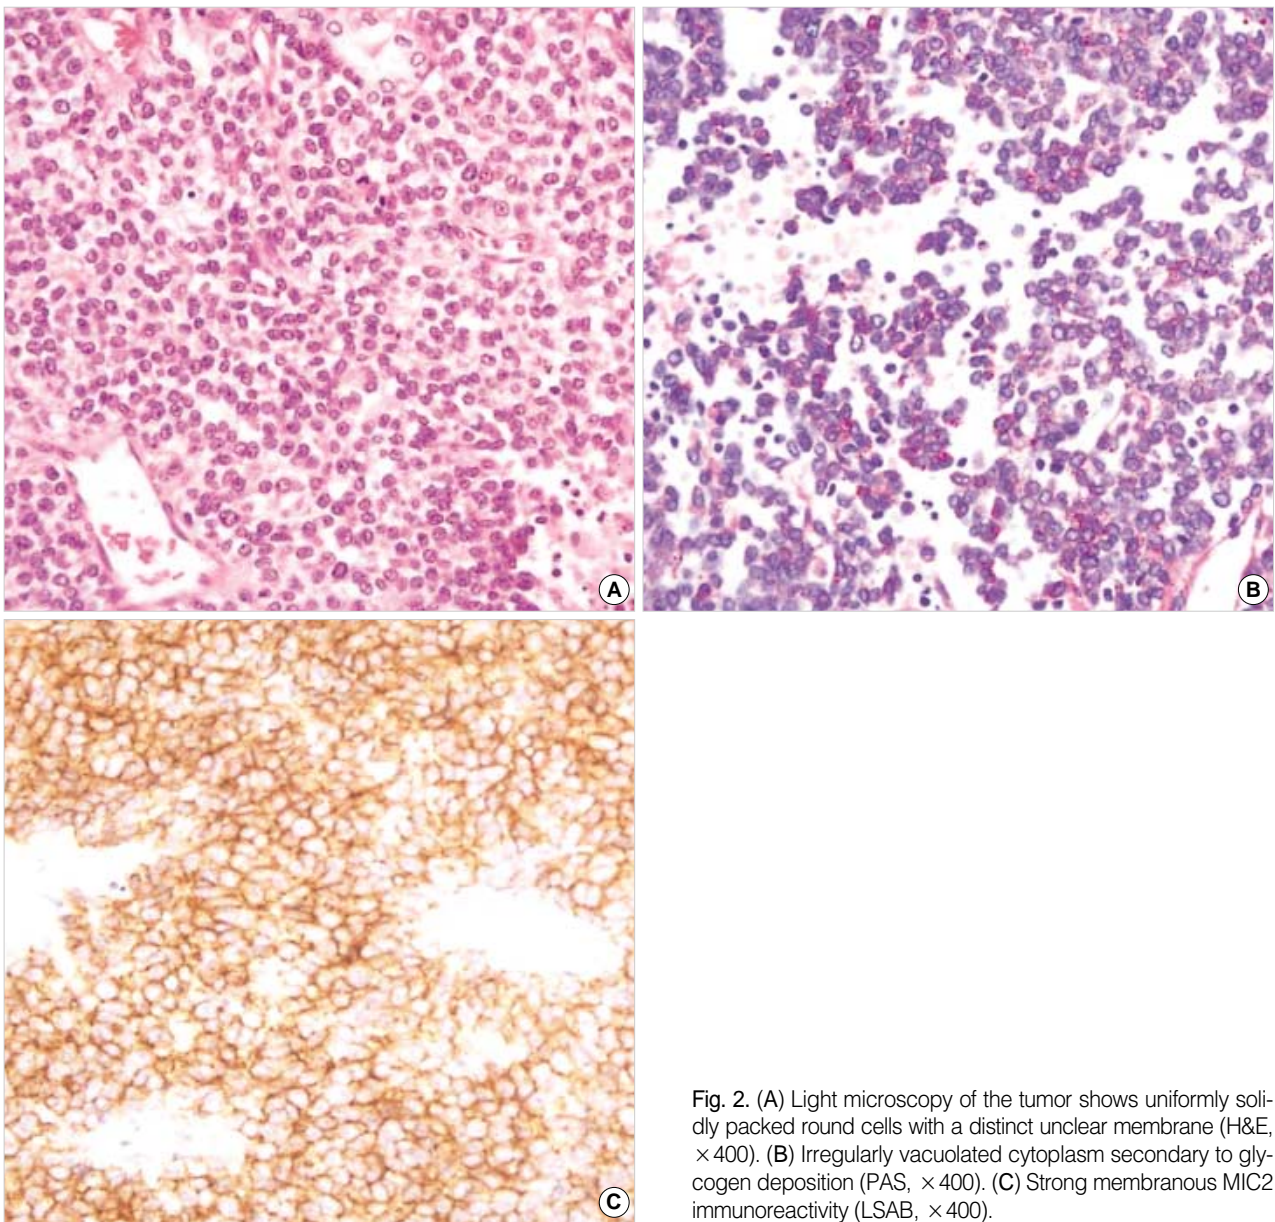 A
B
C
Fig. 2. (A) Light microscopy of the tumor shows uniformly soli-
dly packed round cells with a distinct unclear membrane (H&E,
×400). (B) Irregularly vacuolated cytoplasm secondary to gly-
cogen deposition (PAS, ×400). (C) Strong membranous MIC2
immunoreactivity (LSAB, ×400).